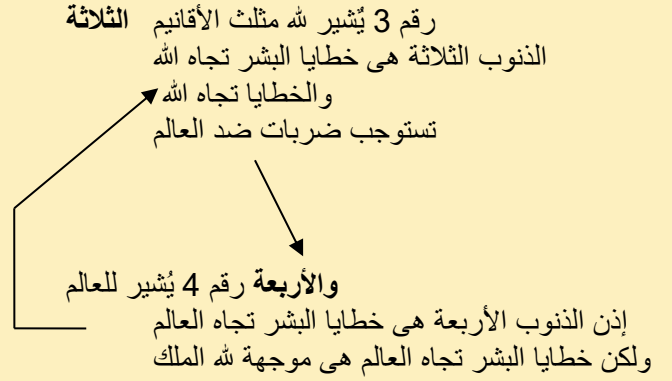 رقم 3 يٌشير لله مثلث الأقانيم الثلاثة
الذنوب الثلاثة هى خطايا البشر تجاه الله
والخطايا تجاه الله
تستوجب ضربات ضد العالم
والأربعة رقم 4 يُشير للعالم
إذن الذنوب الأربعة هى خطايا البشر تجاه العالم
ولكن خطايا البشر تجاه العالم هى موجهة لله الملك